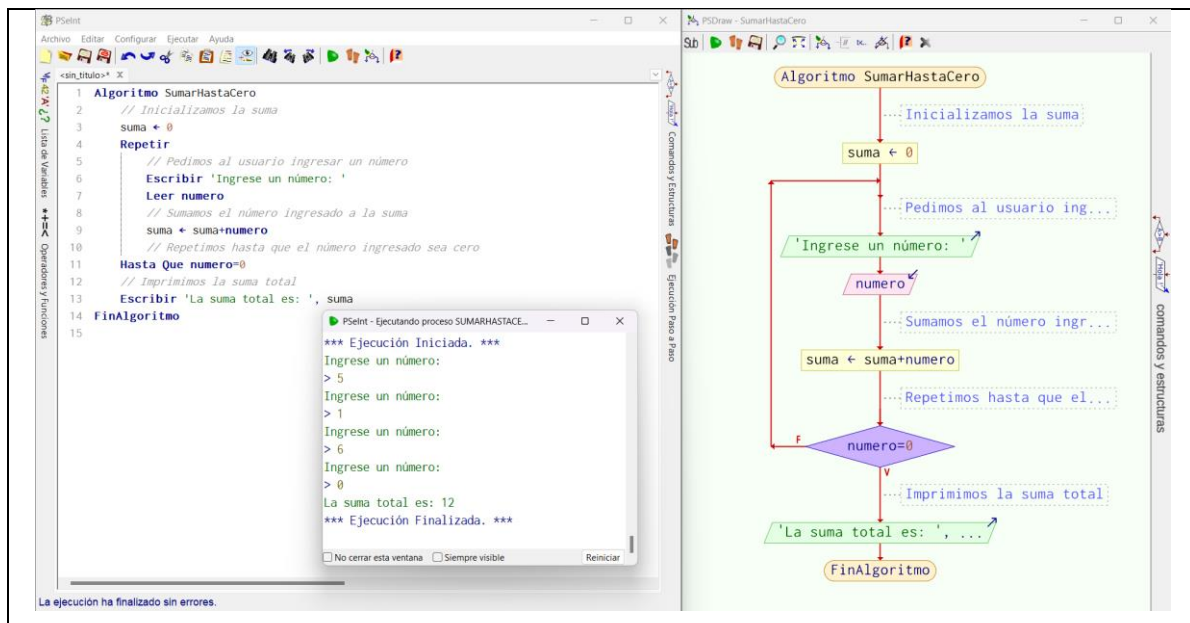 PSeInt
Archivo Editar Configurar Ejecutar Ayuda
<sin_titulo>* X
1 Algoritmo SumarHastaCero
2 // Inicializamos la suma
3 suma ← 0
4 Repetir
5 // Pedimos al usuario ingresar un número
6 Escribir 'Ingrese un número: '
7 Leer numero
8 // Sumamos el número ingresado a la suma
9 suma ← suma+numero
10 // Repetimos hasta que el número ingresado sea cero
11 Hasta Que numero=0
12 // Imprimimos la suma total
13 Escribir 'La suma total es: ', suma
14 FinAlgoritmo
15
Lista de Variables
Operadores y Funciones
Comandos y Estructuras
Ejecución Paso a Paso
PSeInt - Ejecutando proceso SUMARHASTACE...
*** Ejecución Iniciada. ***
Ingrese un número:
> 5
Ingrese un número:
> 1
Ingrese un número:
> 6
Ingrese un número:
> 0
La suma total es: 12
*** Ejecución Finalizada. ***
No cerrar esta ventana Siempre visible Reiniciar
La ejecución ha finalizado sin errores.
PSDraw - SumarHastaCero
Sub
Algoritmo SumarHastaCero
Inicializamos la suma
suma ← 0
Pedimos al usuario ing...
'Ingrese un número: '
numero
Sumamos el número ingr...
suma ← suma+numero
Repetimos hasta que el...
F
numero=0
V
Imprimimos la suma total
'La suma total es: ', ...
FinAlgoritmo
comandos y estructuras